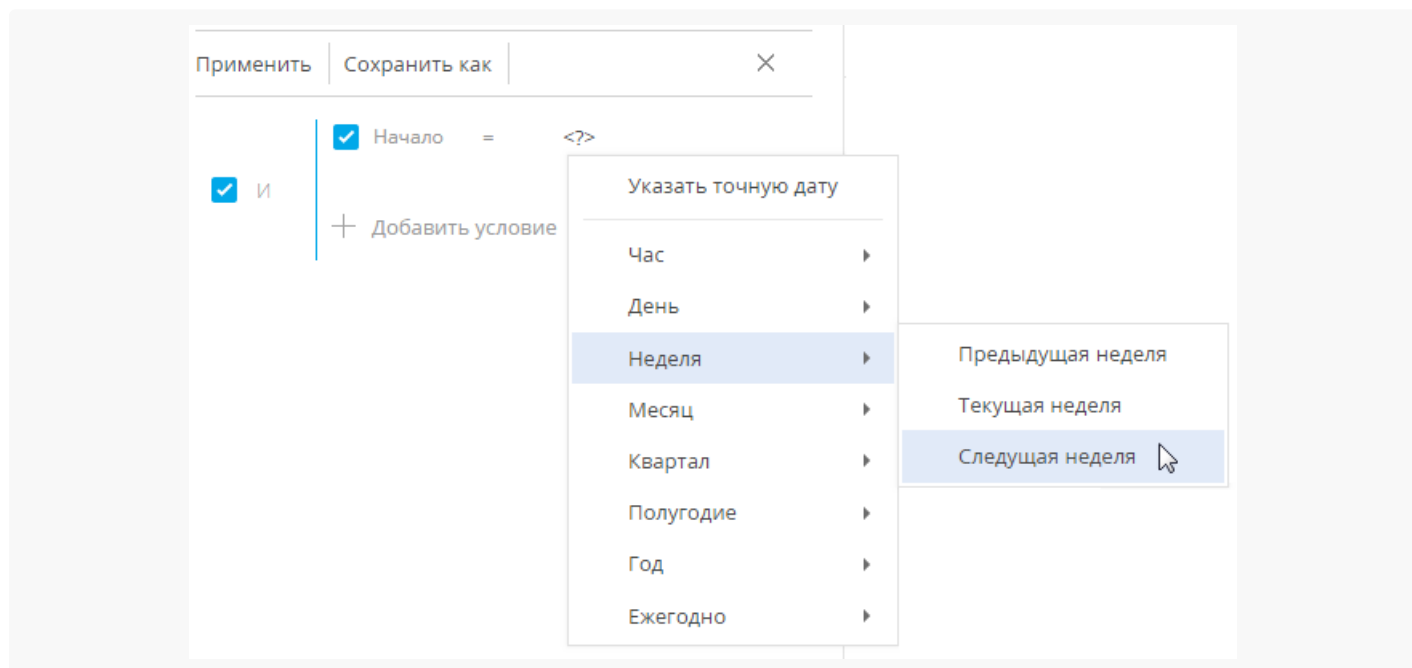 Применить Сохранить как
Начало = <?>
И
Добавить условие
Указать точную дату
Час
День
Неделя
Месяц
Квартал
Полугодие
Год
Ежегодно
Предыдущая неделя
Текущая неделя
Следущая неделя